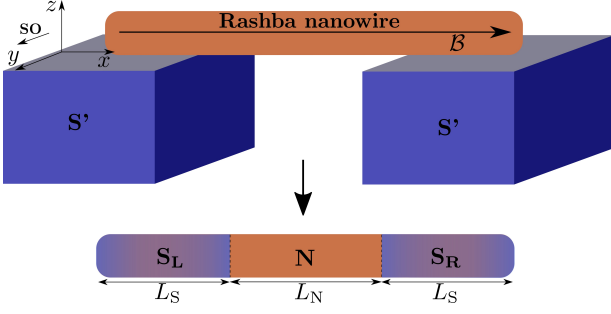 so
z
y
x
Rashba nanowire
ℬ
S'
S'
S_L
N
S_R
L_S
L_N
L_S